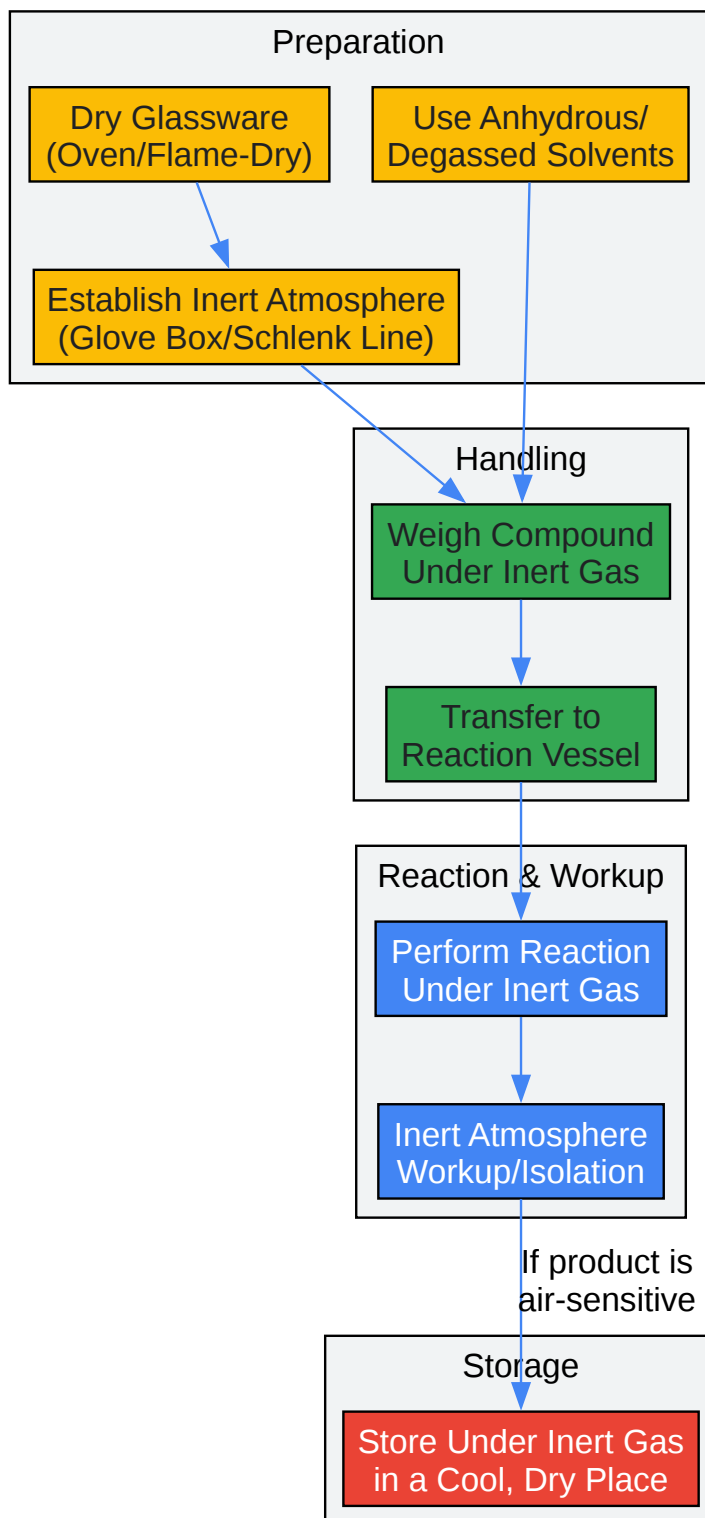 Preparation
Dry Glassware
(Oven/Flame-Dry)
Use Anhydrous/
Degassed Solvents
Establish Inert Atmosphere
(Glove Box/Schlenk Line)
Handling
Weigh Compound
Under Inert Gas
Transfer to
Reaction Vessel
Reaction & Workup
Perform Reaction
Under Inert Gas
Inert Atmosphere
Workup/Isolation
If product is
air-sensitive
Storage
Store Under Inert Gas
in a Cool, Dry Place